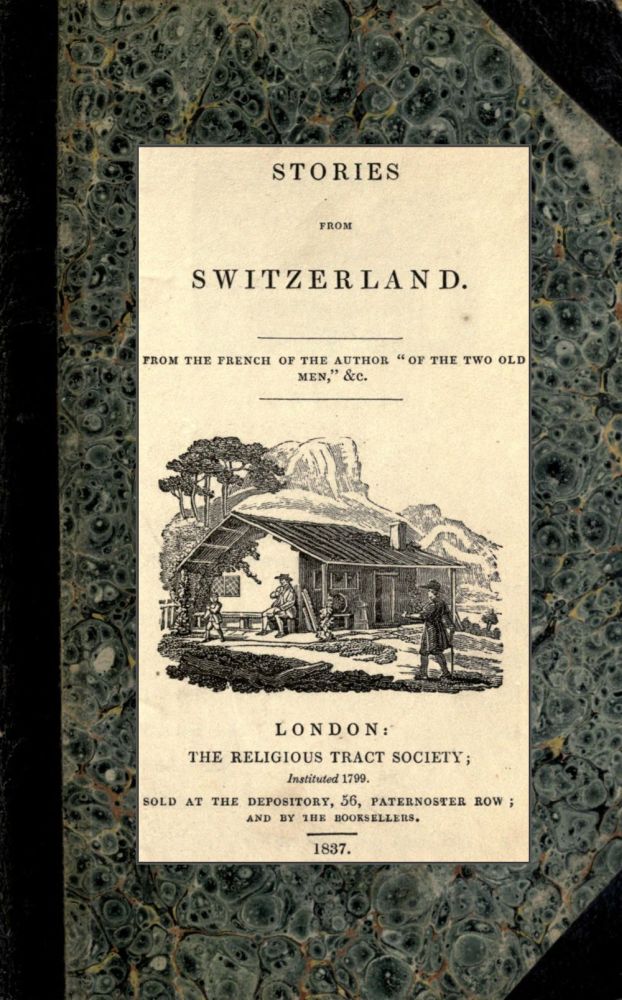 STORIES
FROM
SWITZERLAND.
FROM THE FRENCH OF THE AUTHOR "OF THE TWO OLD
MEN," &C.
LONDON:
THE RELIGIOUS TRACT SOCIETY;
Instituted 1799.
SOLD AT THE DEPOSITORY, 56, PATERNOSTER ROW;
AND BY THE BOOKSELLERS.
1837.